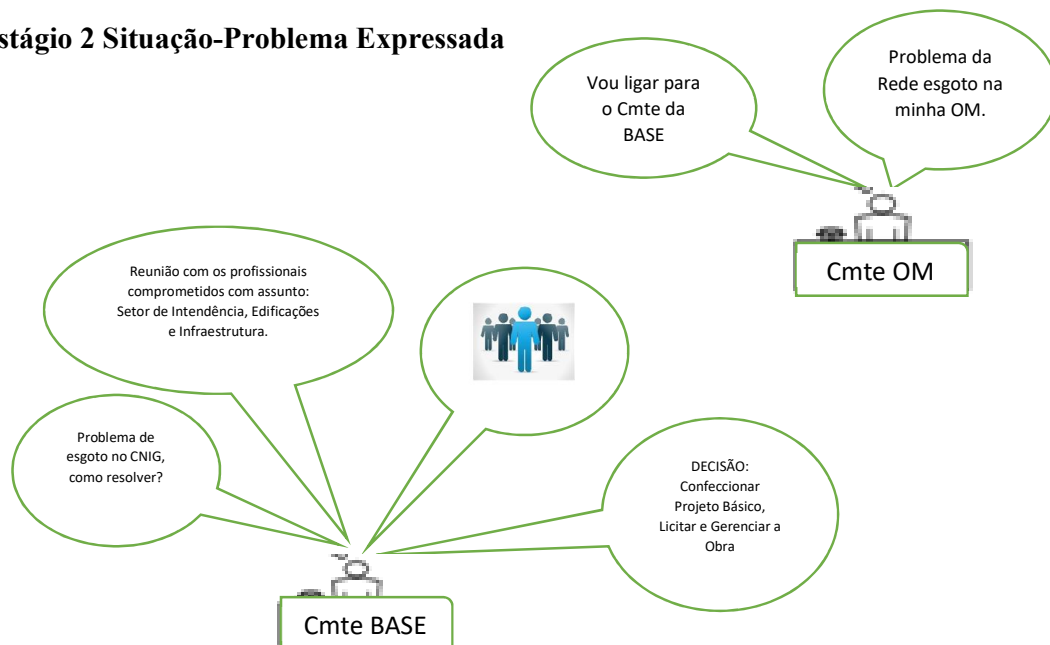 stágio 2 Situação-Problema Expressada
Vou ligar para
o Cmte da
BASE
Problema da
Rede esgoto na
minha OM.
Cmte OM
Reunião com os profissionais
comprometidos com assunto:
Setor de Intendência, Edificações
e Infraestrutura.
Problema de
esgoto no CNIG,
como resolver?
DECISÃO:
Confeccionar
Projeto Básico,
Licitar e Gerenciar a
Obra
Cmte BASE